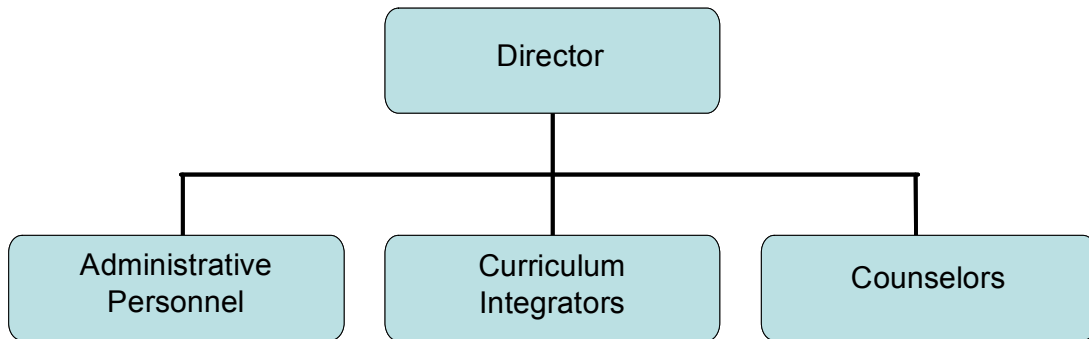 Director
Administrative
Personnel
Curriculum
Integrators
Counselors